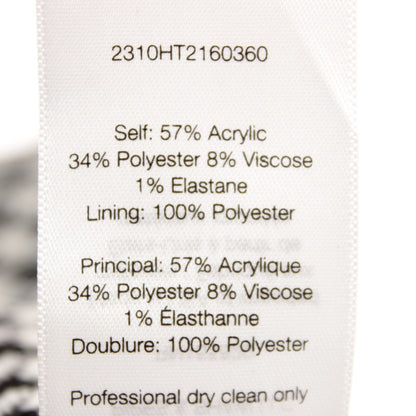 2310HT2160360
Self: 57% Acrylic
34% Polyester 8% Viscose
1% Elastane
Lining: 100% Polyester
Principal: 57% Acrylique
34% Polyester 8% Viscose
1% Élasthanne
Doublure: 100% Polyester
Professional dry clean only